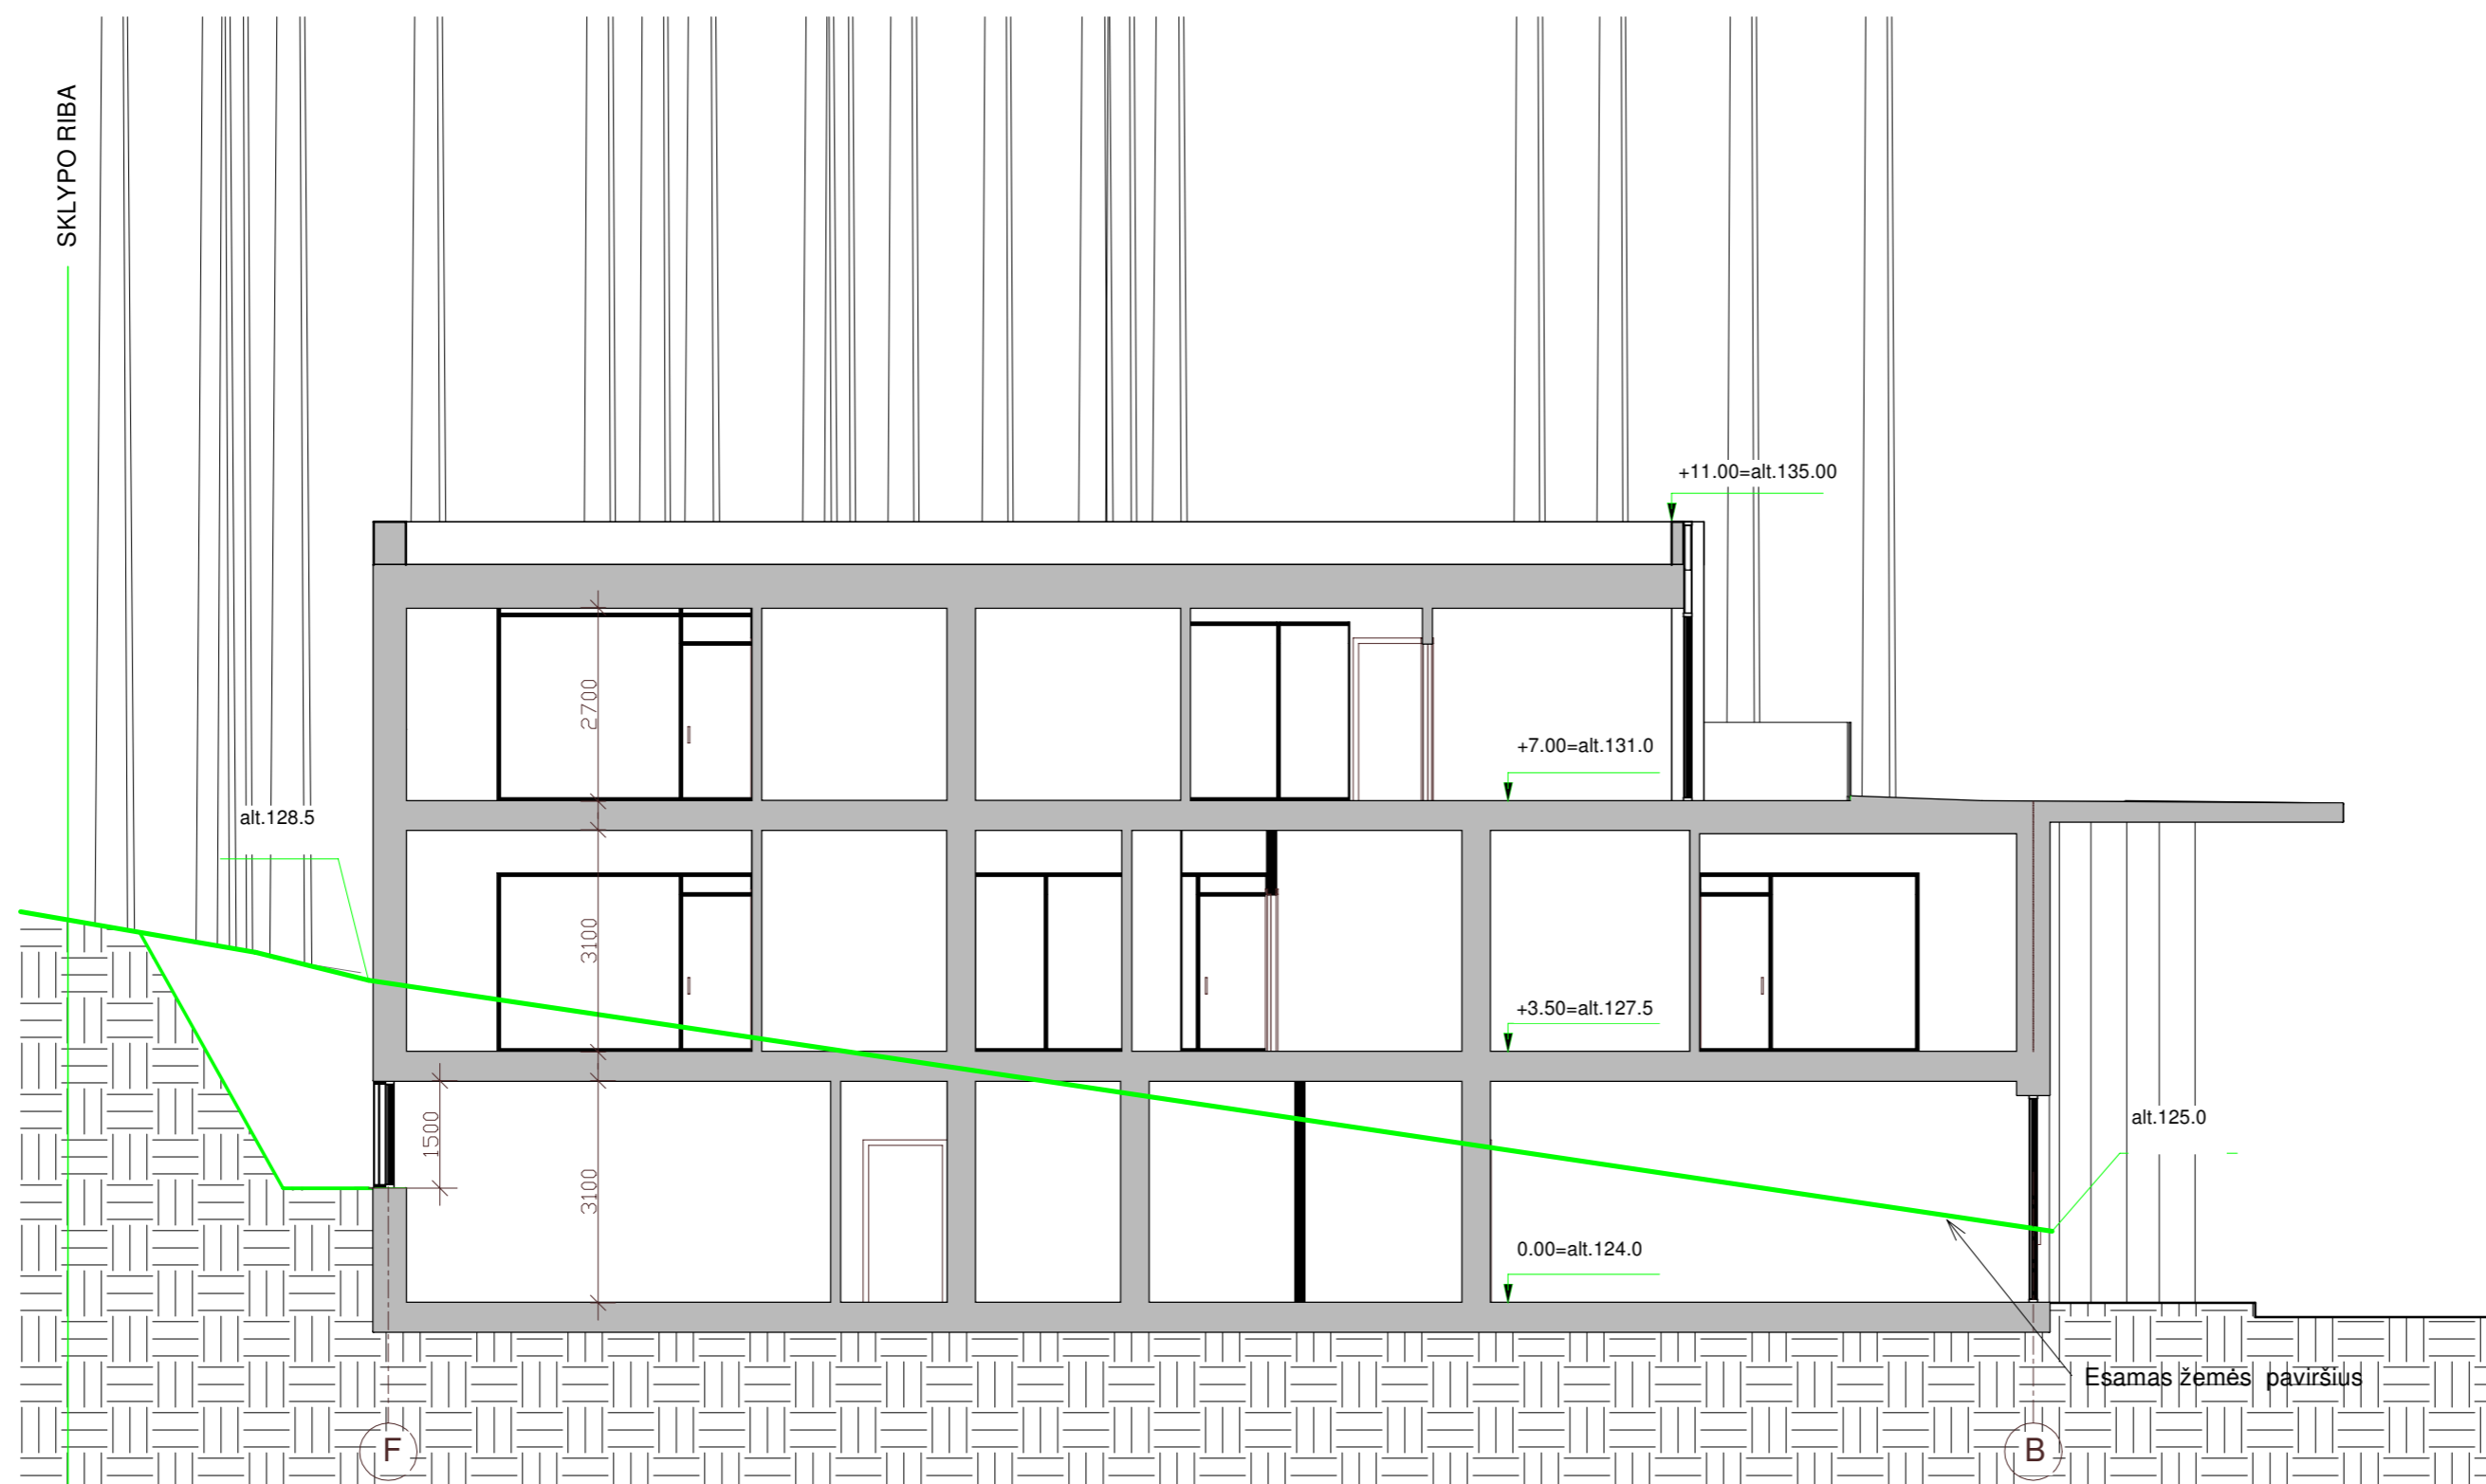 SKLYPO RIBA
+11.00=alt.135.00
2700
+7.00=alt.131.0
alt.128.5
3100
+3.50=alt.127.5
1500
alt.125.0
3100
0.00=alt.124.0
Esamas žemės paviršius
F
B